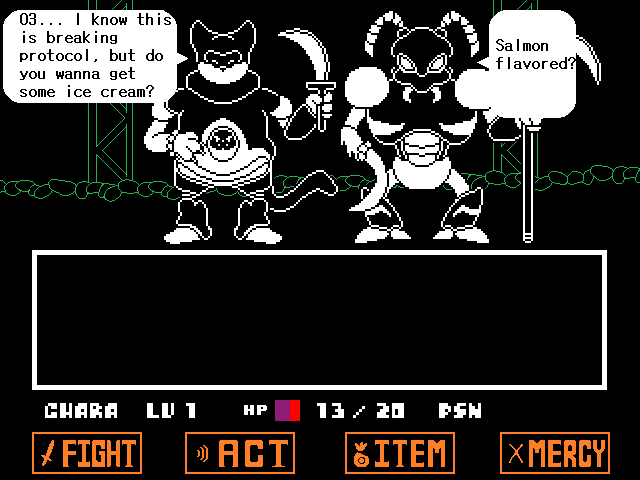 03... I know this
is breaking
protocol, but do
you wanna get
some ice cream?
Salmon
flavored?
CHARA LV 1 HP 13 / 20 PSN
FIGHT ACT ITEM MERCY